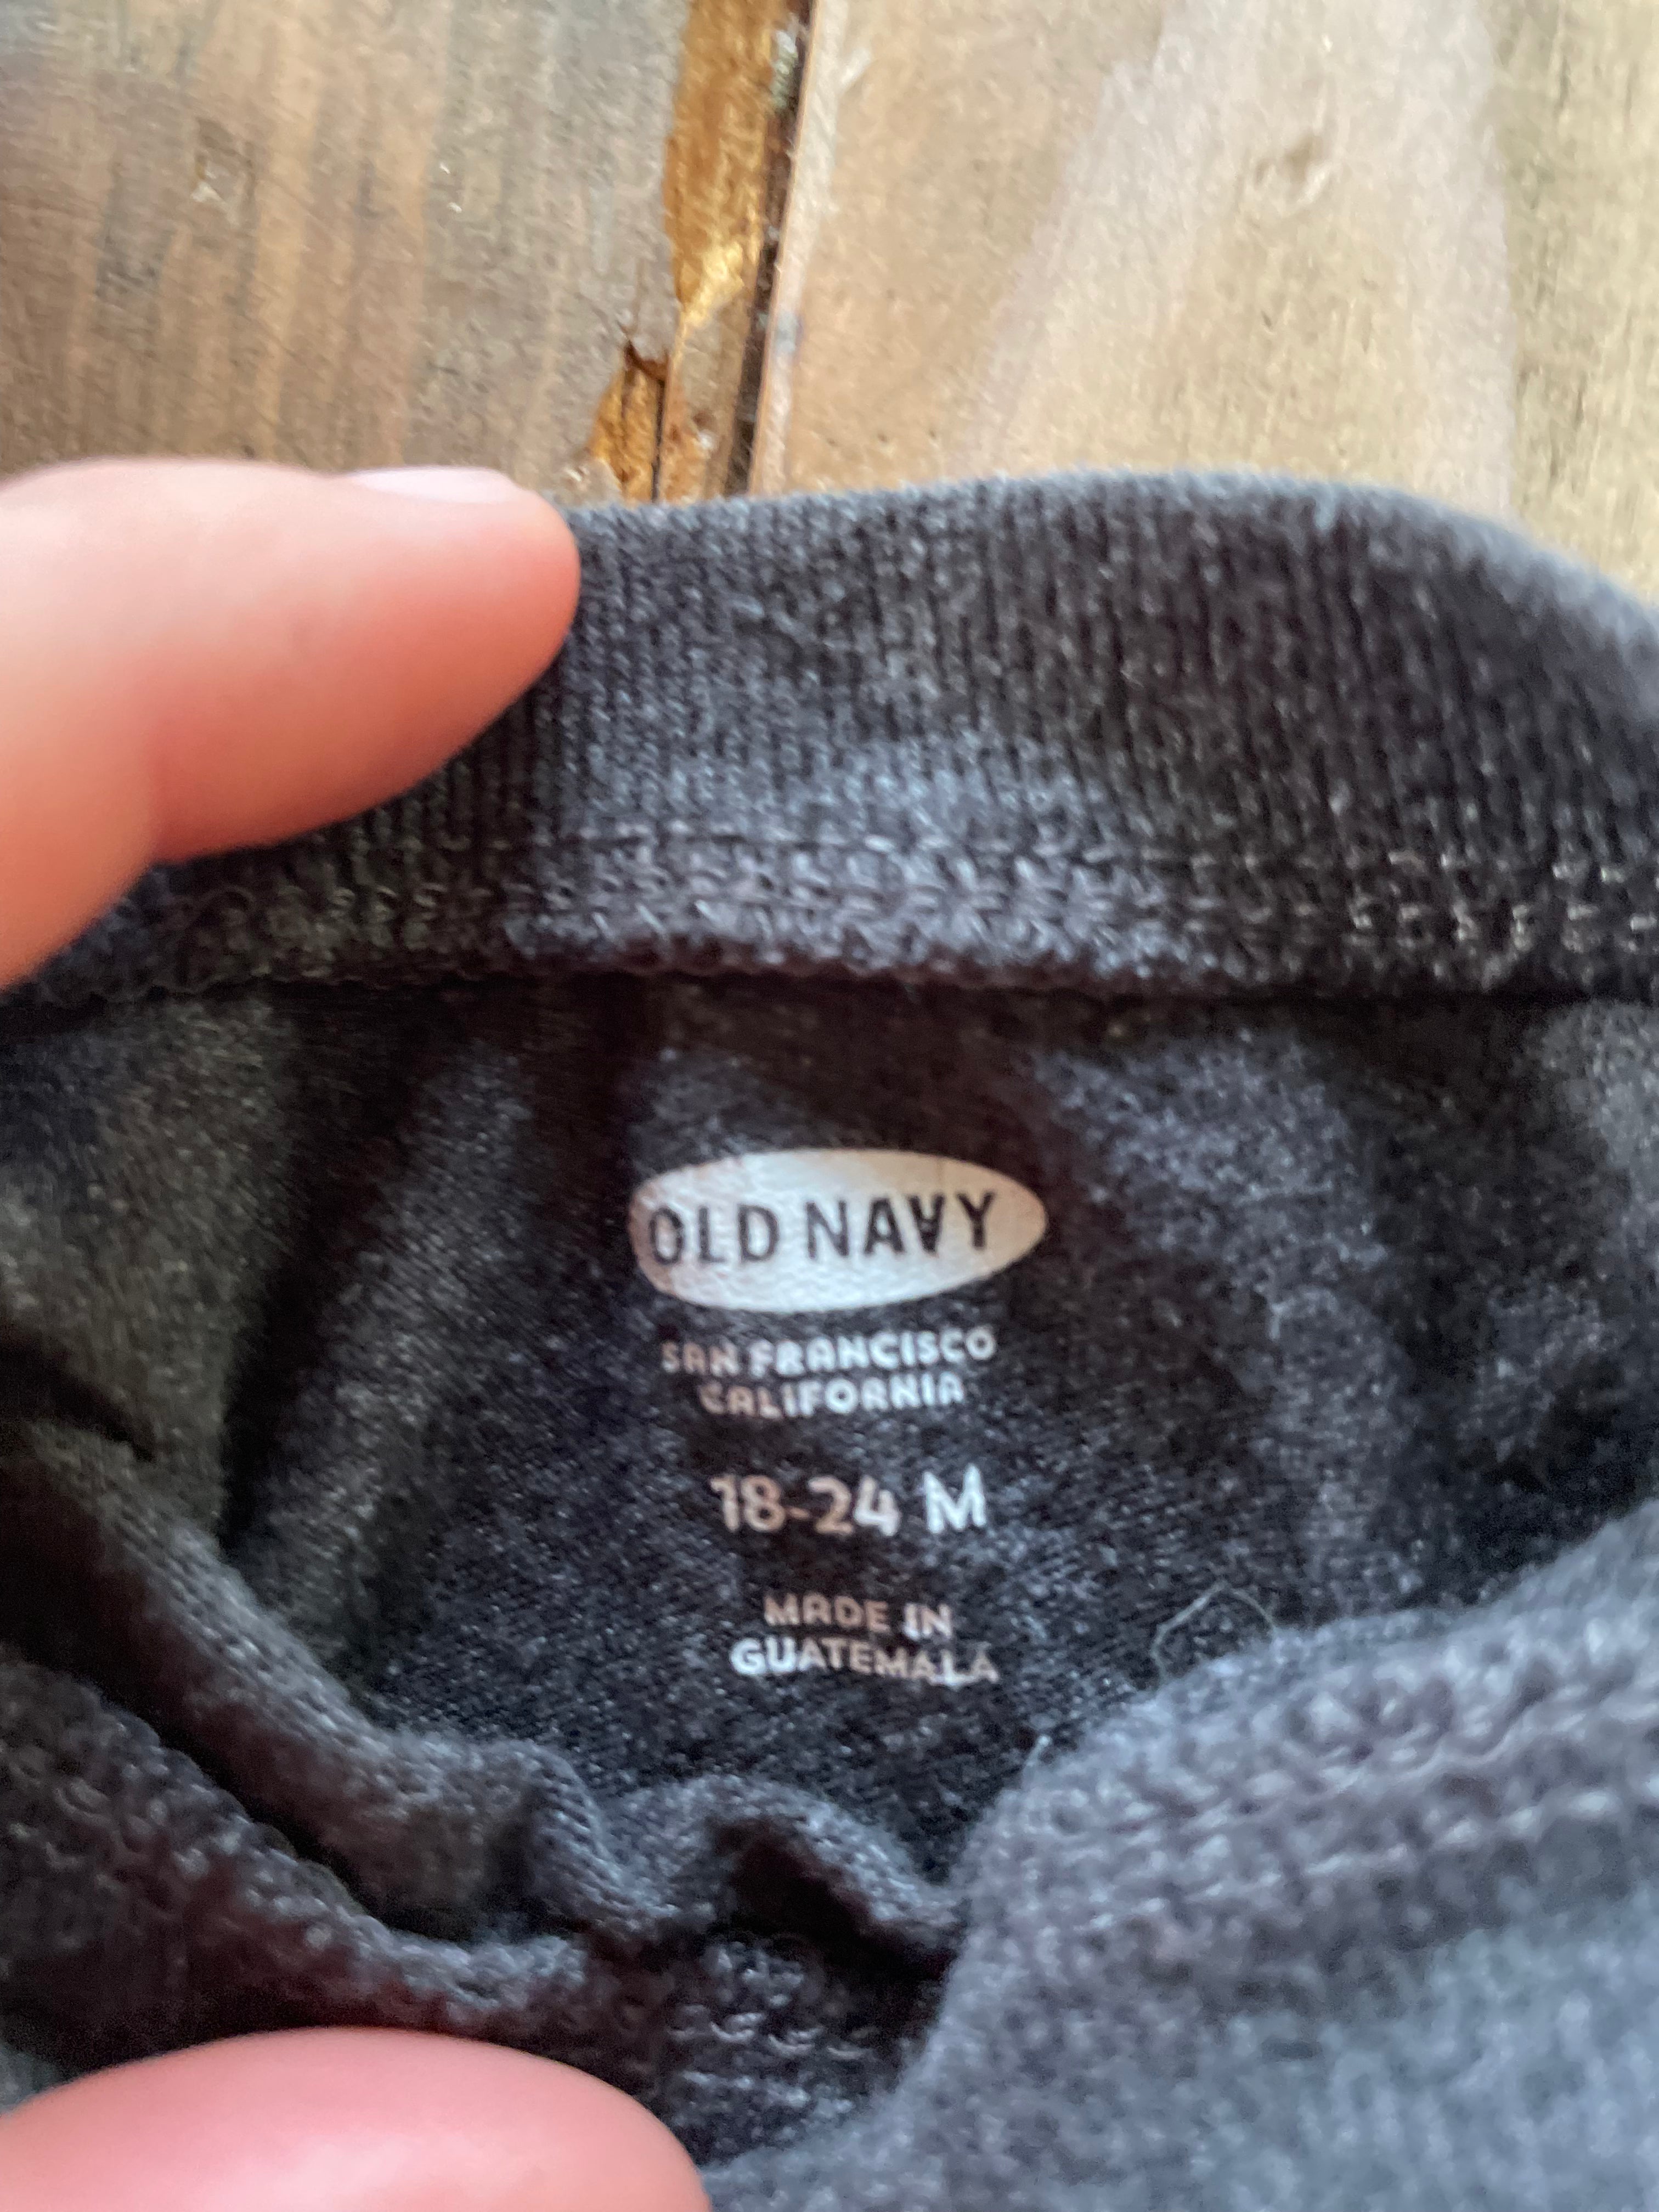 OLD NAVY
SAN FRANCISCO
CALIFORNIA
18-24 M
MADE IN
GUATEMALA